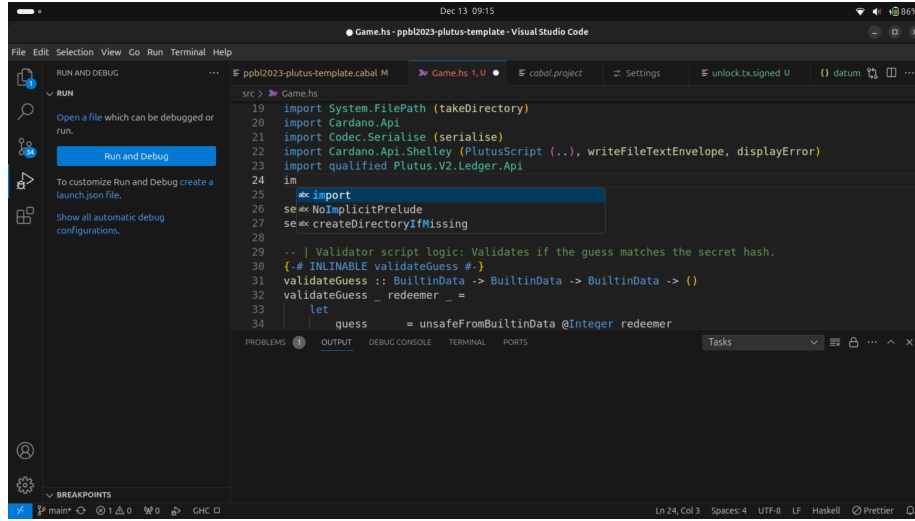 Dec 13 09:15
86%
● Game.hs - ppbl2023-plutus-template - Visual Studio Code
File Edit Selection View Go Run Terminal Help
RUN AND DEBUG ...
ppbl2023-plutus-template.cabal M Game.hs 1, U ● cabal.project Settings unlock.tx.signed U {} datum
RUN
src > Game.hs
Open a file which can be debugged or
run.
Run and Debug
To customize Run and Debug create a
launch.json file.
Show all automatic debug
configurations.
1
34
19 import System.FilePath (takeDirectory)
20 import Cardano.Api
21 import Codec.Serialise (serialise)
22 import Cardano.Api.Shelley (PlutusScript (..), writeFileTextEnvelope, displayError)
23 import qualified Plutus.V2.Ledger.Api
24 im
25 abc import
26 se abc NoImplicitPrelude
27 se abc createDirectoryIfMissing
28
29 -- | Validator script logic: Validates if the guess matches the secret hash.
30 {-# INLINABLE validateGuess #-}
31 validateGuess :: BuiltinData -> BuiltinData -> BuiltinData -> ()
32 validateGuess _ redeemer _ =
33 let
34 guess = unsafeFromBuiltinData @Integer redeemer
PROBLEMS 1 OUTPUT DEBUG CONSOLE TERMINAL PORTS Tasks
BREAKPOINTS
main* 1 0 0 GHC Ln 24, Col 3 Spaces: 4 UTF-8 LF Haskell Prettier